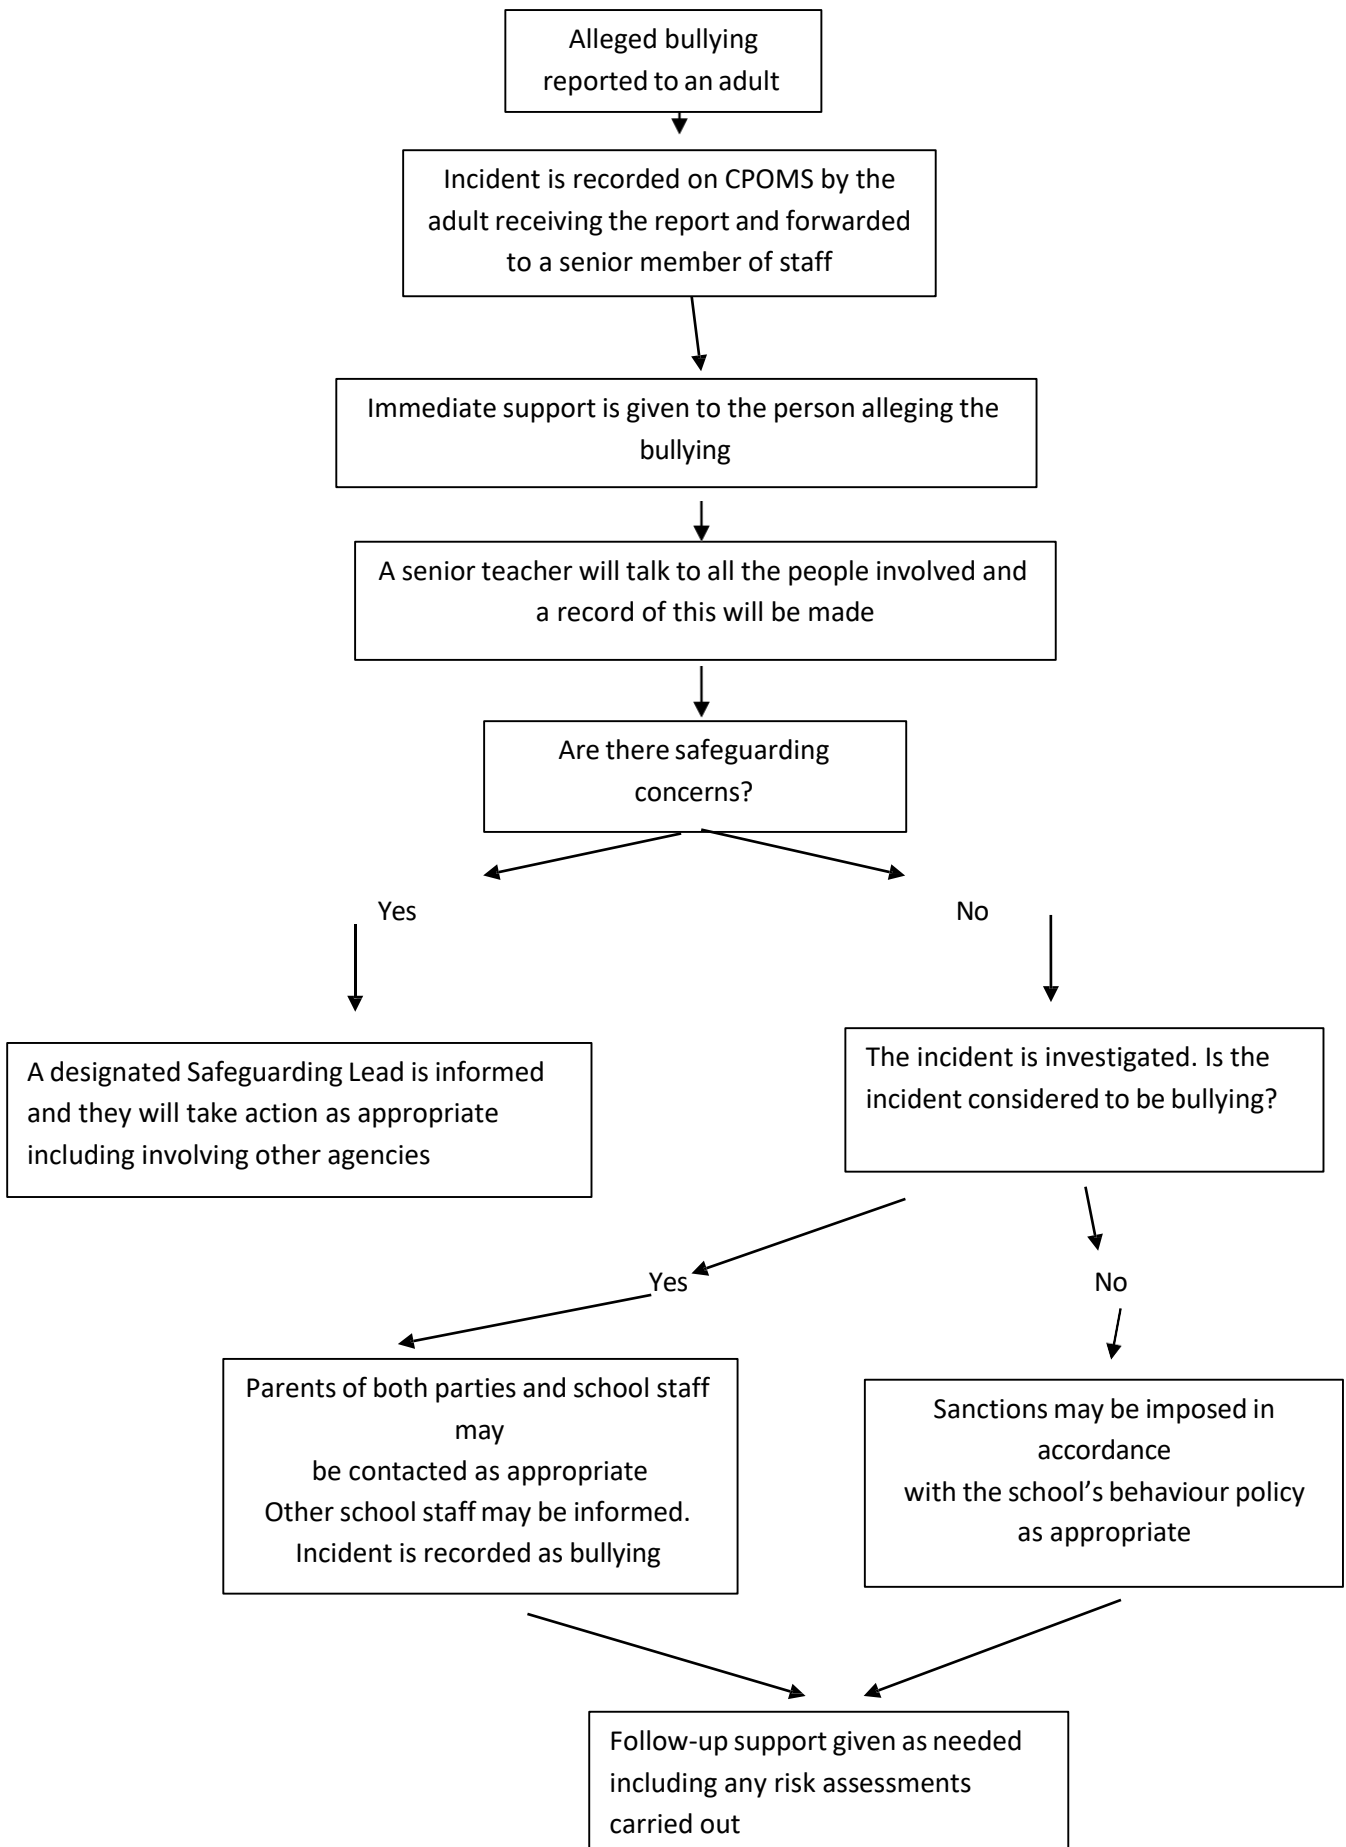 Alleged bullying
reported to an adult
Incident is recorded on CPOMS by the
adult receiving the report and forwarded
to a senior member of staff
Immediate support is given to the person alleging the
bullying
A senior teacher will talk to all the people involved and
a record of this will be made
Are there safeguarding
concerns?
Yes
No
A designated Safeguarding Lead is informed
and they will take action as appropriate
including involving other agencies
The incident is investigated. Is the
incident considered to be bullying?
Yes
No
Parents of both parties and school staff
may
be contacted as appropriate
Other school staff may be informed.
Incident is recorded as bullying
Sanctions may be imposed in
accordance
with the school’s behaviour policy
as appropriate
Follow-up support given as needed
including any risk assessments
carried out